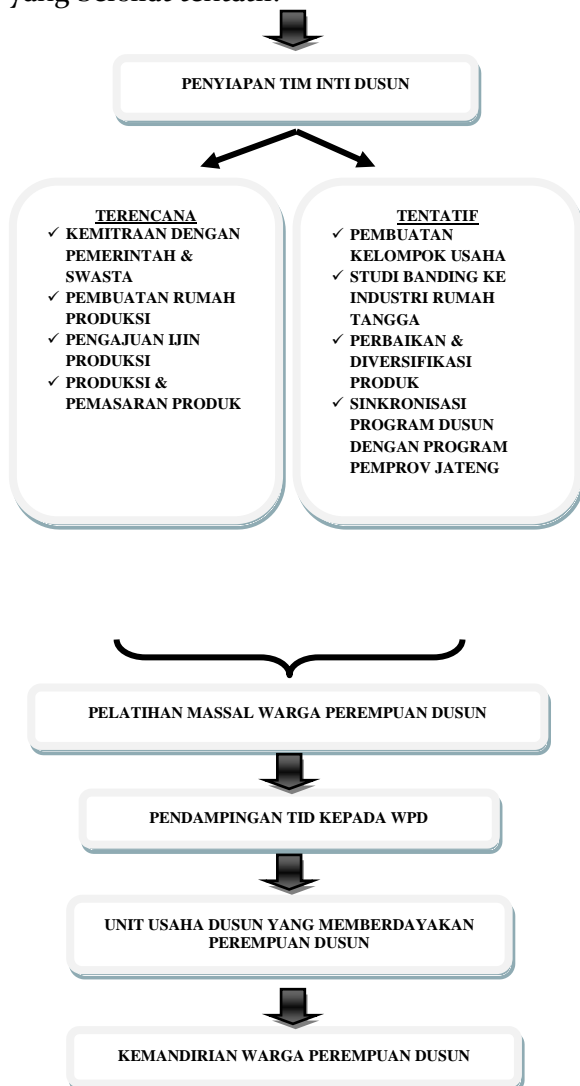 yang bersifat tentatif.
PENYIAPAN TIM INTI DUSUN
TERENCANA
✓ KEMITRAAN DENGAN
PEMERINTAH &
SWASTA
✓ PEMBUATAN RUMAH
PRODUKSI
✓ PENGAJUAN IJIN
PRODUKSI
✓ PRODUKSI &
PEMASARAN PRODUK
TENTATIF
✓ PEMBUATAN
KELOMPOK USAHA
✓ STUDI BANDING KE
INDUSTRI RUMAH
TANGGA
✓ PERBAIKAN &
DIVERSIFIKASI
PRODUK
✓ SINKRONISASI
PROGRAM DUSUN
DENGAN PROGRAM
PEMPROV JATENG
PELATIHAN MASSAL WARGA PEREMPUAN DUSUN
PENDAMPINGAN TID KEPADA WPD
UNIT USAHA DUSUN YANG MEMBERDAYAKAN
PEREMPUAN DUSUN
KEMANDIRIAN WARGA PEREMPUAN DUSUN